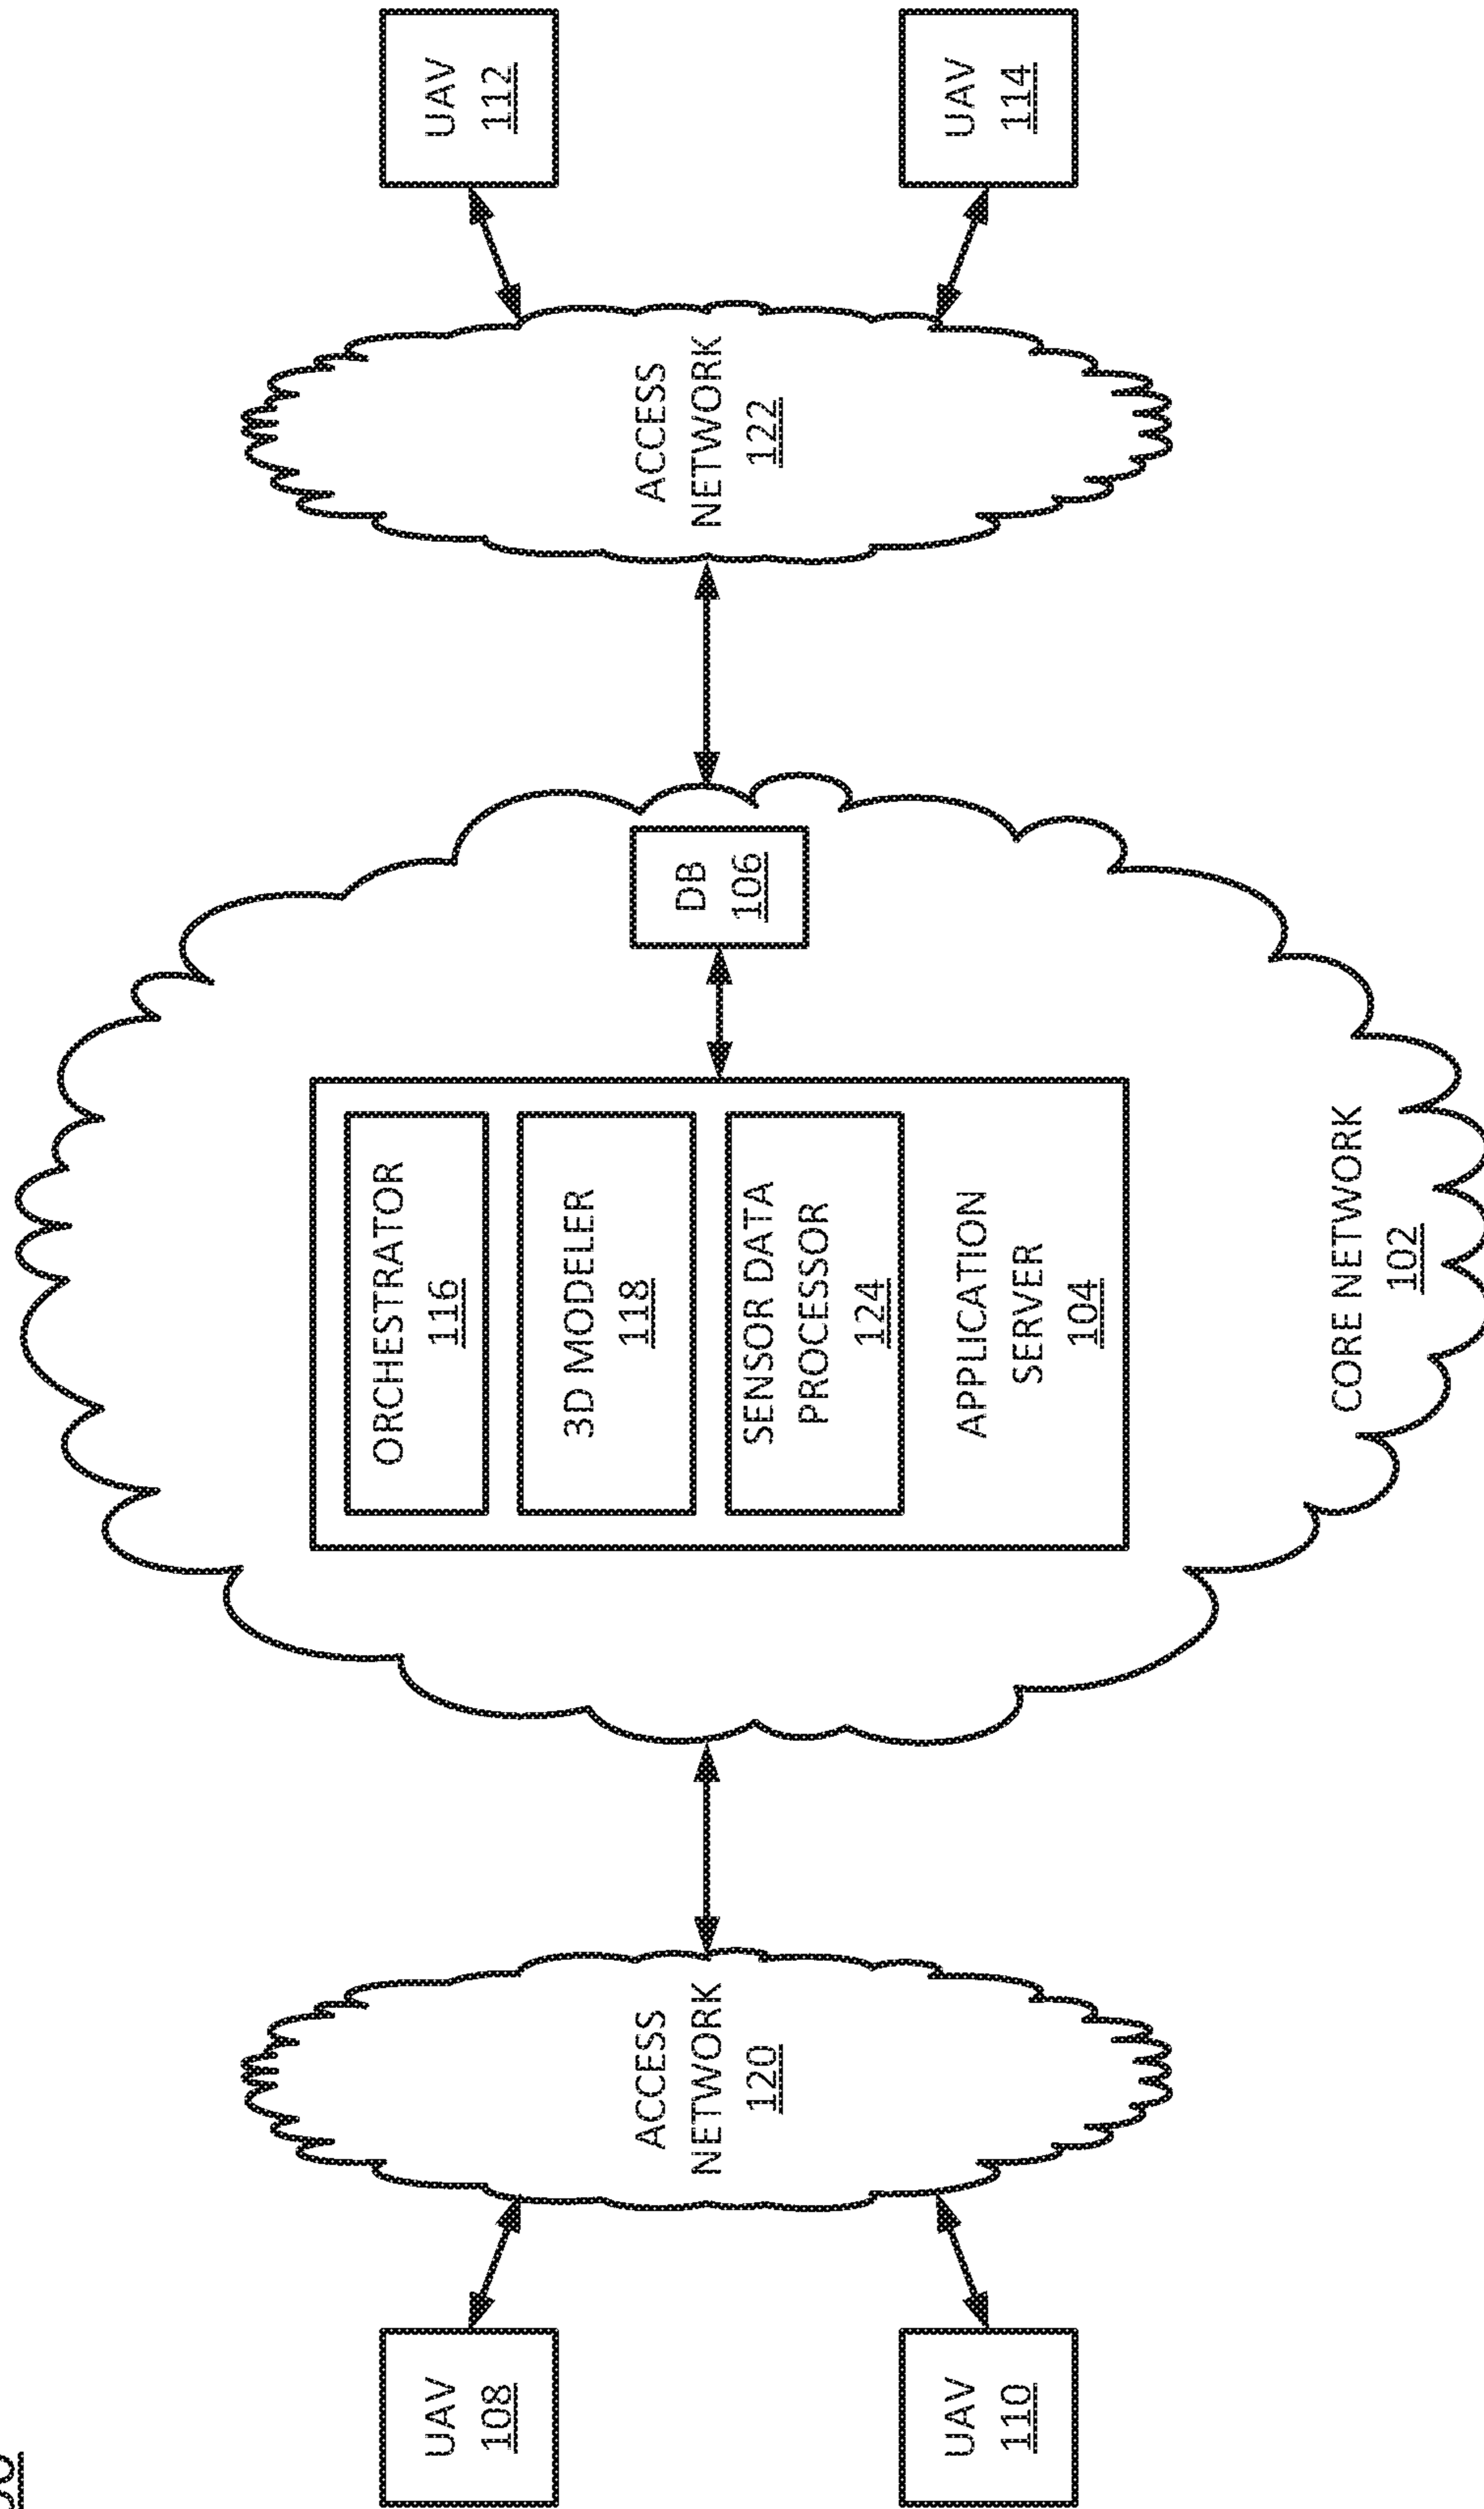 UAV
108
UAV
110
ACCESS
NETWORK
120
ORCHESTRATOR
116
3D MODELER
118
SENSOR DATA
PROCESSOR
124
APPLICATION
SERVER
104
DB
106
CORE NETWORK
102
ACCESS
NETWORK
122
UAV
112
UAV
114